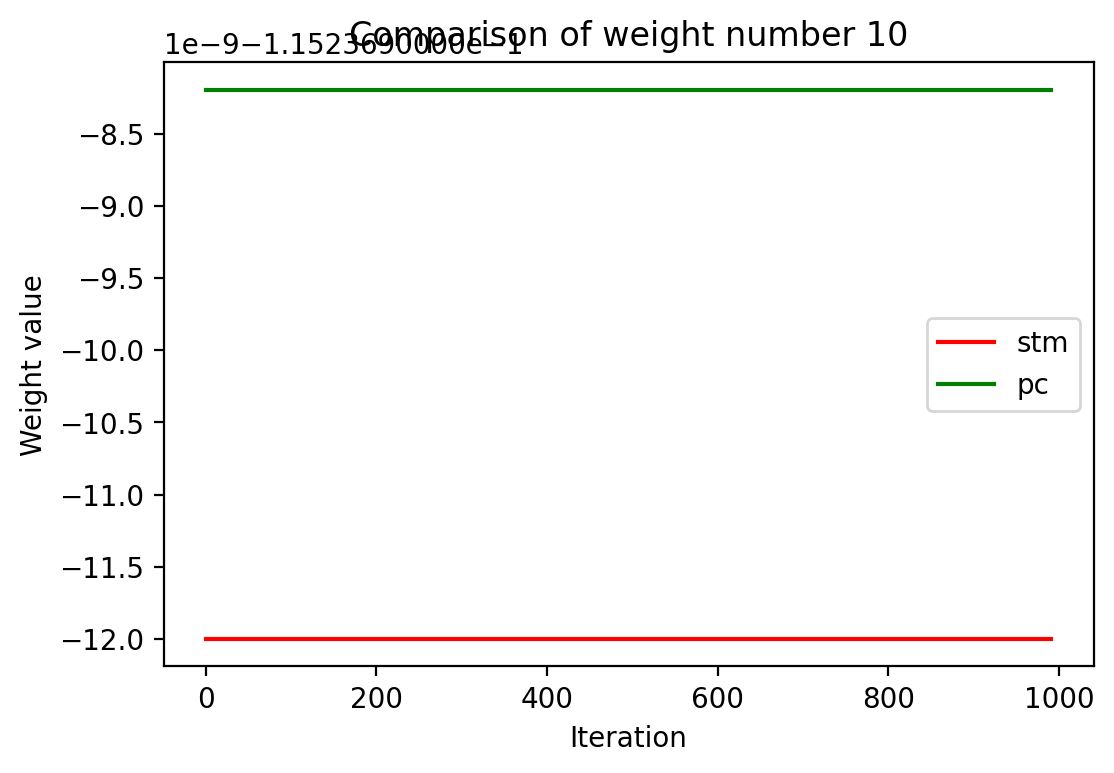 Comparison of weight number 10
1e−9−1.1523690000e−1
−8.5
−9.0
−9.5
−10.0
−10.5
−11.0
−11.5
−12.0
Weight value
stm
pc
0 200 400 600 800 1000
Iteration